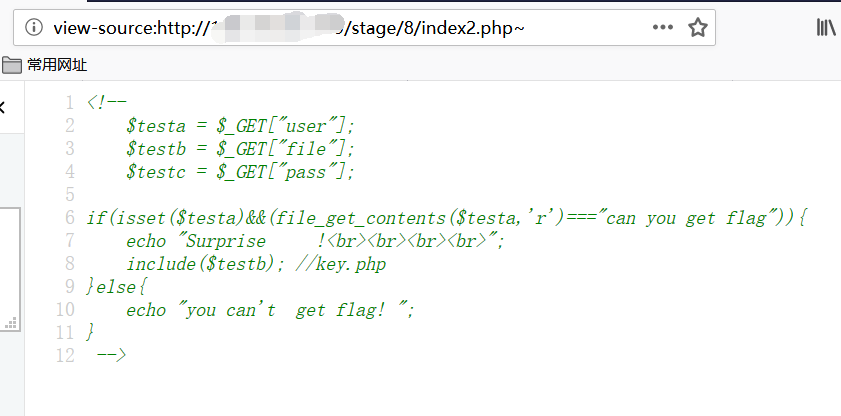 view-source:http:// /stage/8/index2.php~
常用网址
1 <!--
2 $testa = $_GET["user"];
3 $testb = $_GET["file"];
4 $testc = $_GET["pass"];
5
6 if(isset($testa)&&(file_get_contents($testa,'r')==="can you get flag")){
7 echo "Surprise    !<br><br><br><br>";
8 include($testb); //key.php
9 }else{
10 echo "you can't  get flag! ";
11 }
12 -->